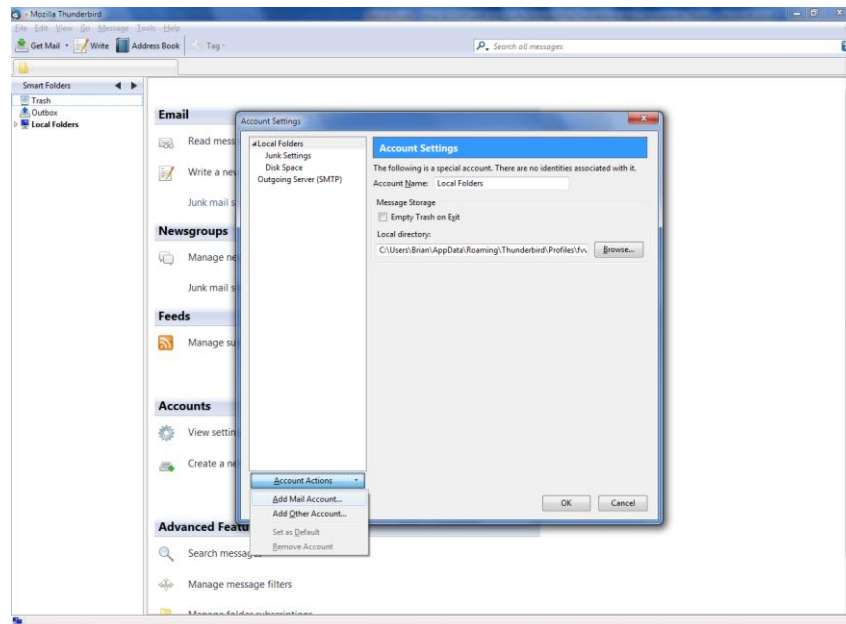 - Mozilla Thunderbird
File Edit View Go Message Tools Help
Get Mail Write Address Book Tag
Search all messages
Smart Folders
Trash
Outbox
Local Folders
Email
Read mess
Write a ne
Junk mail s
Newsgroups
Manage ne
Junk mail s
Feeds
Manage su
Accounts
View settin
Create a ne
Advanced Featu
Search messages
Manage message filters
Manage folder subscriptions
Account Settings
Local Folders
Junk Settings
Disk Space
Outgoing Server (SMTP)
Account Settings
The following is a special account. There are no identities associated with it.
Account Name: Local Folders
Message Storage
Empty Trash on Exit
Local directory:
C:\Users\Brian\AppData\Roaming\Thunderbird\Profiles\fv Browse...
Account Actions
Add Mail Account...
Add Other Account...
Set as Default
Remove Account
OK Cancel